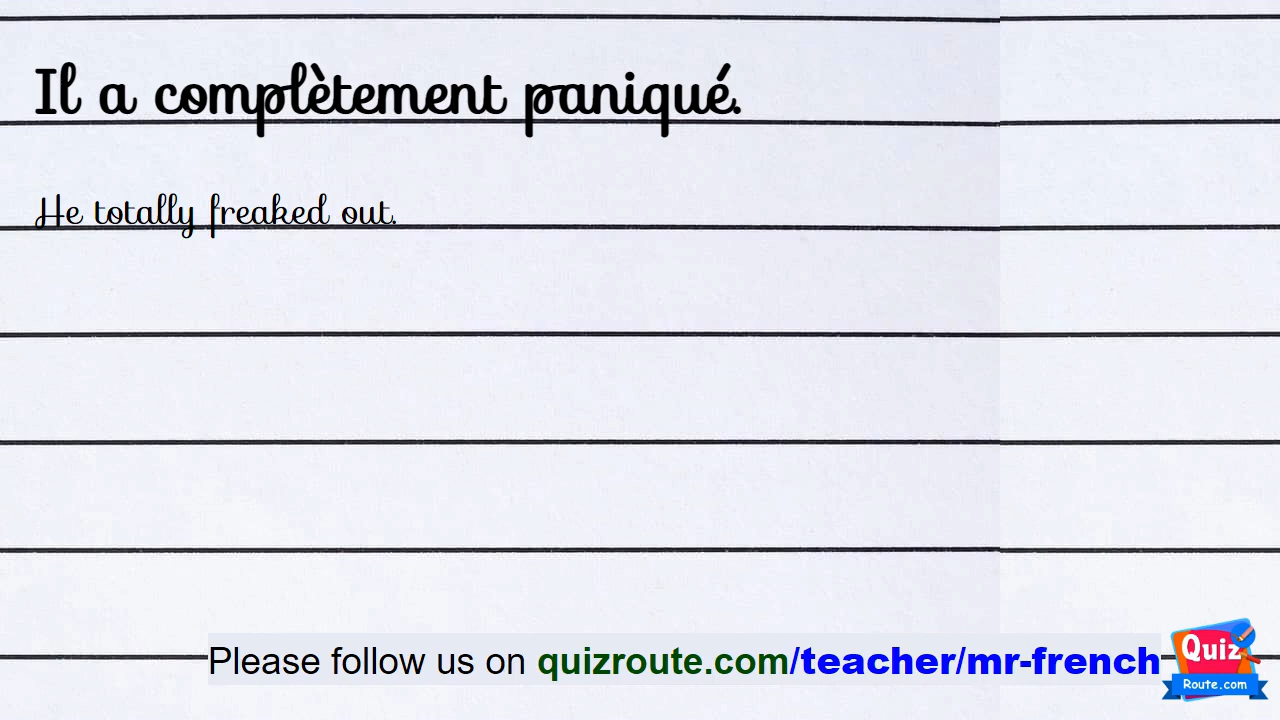 Il a complètement paniqué.
He totally freaked out.
Please follow us on quizroute.com/teacher/mr-french
Quiz
Route.com